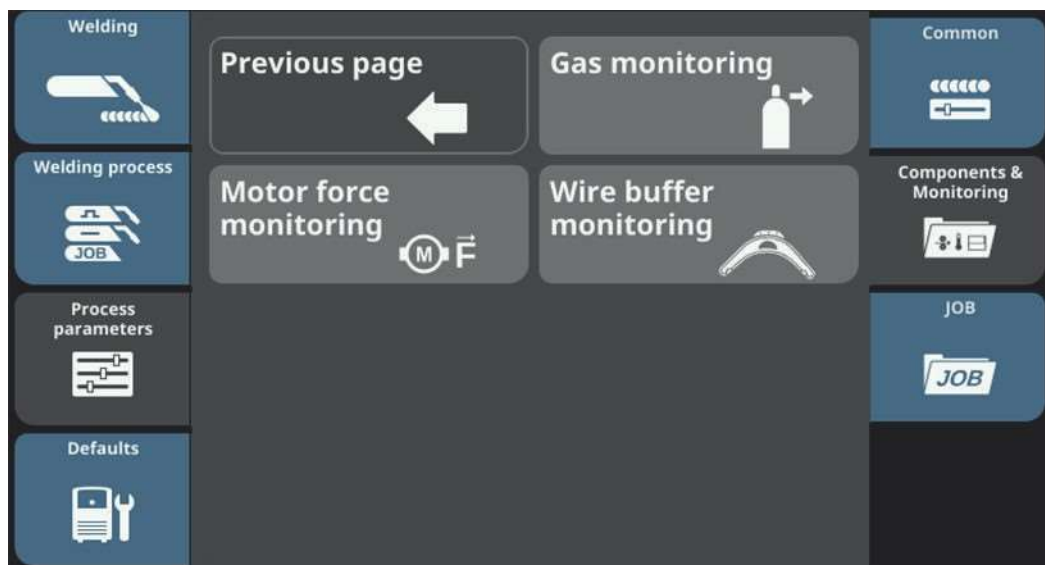 Welding
Welding process
JOB
Process
parameters
Defaults
Previous page
Gas monitoring
Motor force
monitoring
M F
Wire buffer
monitoring
Common
Components &
Monitoring
JOB
JOB